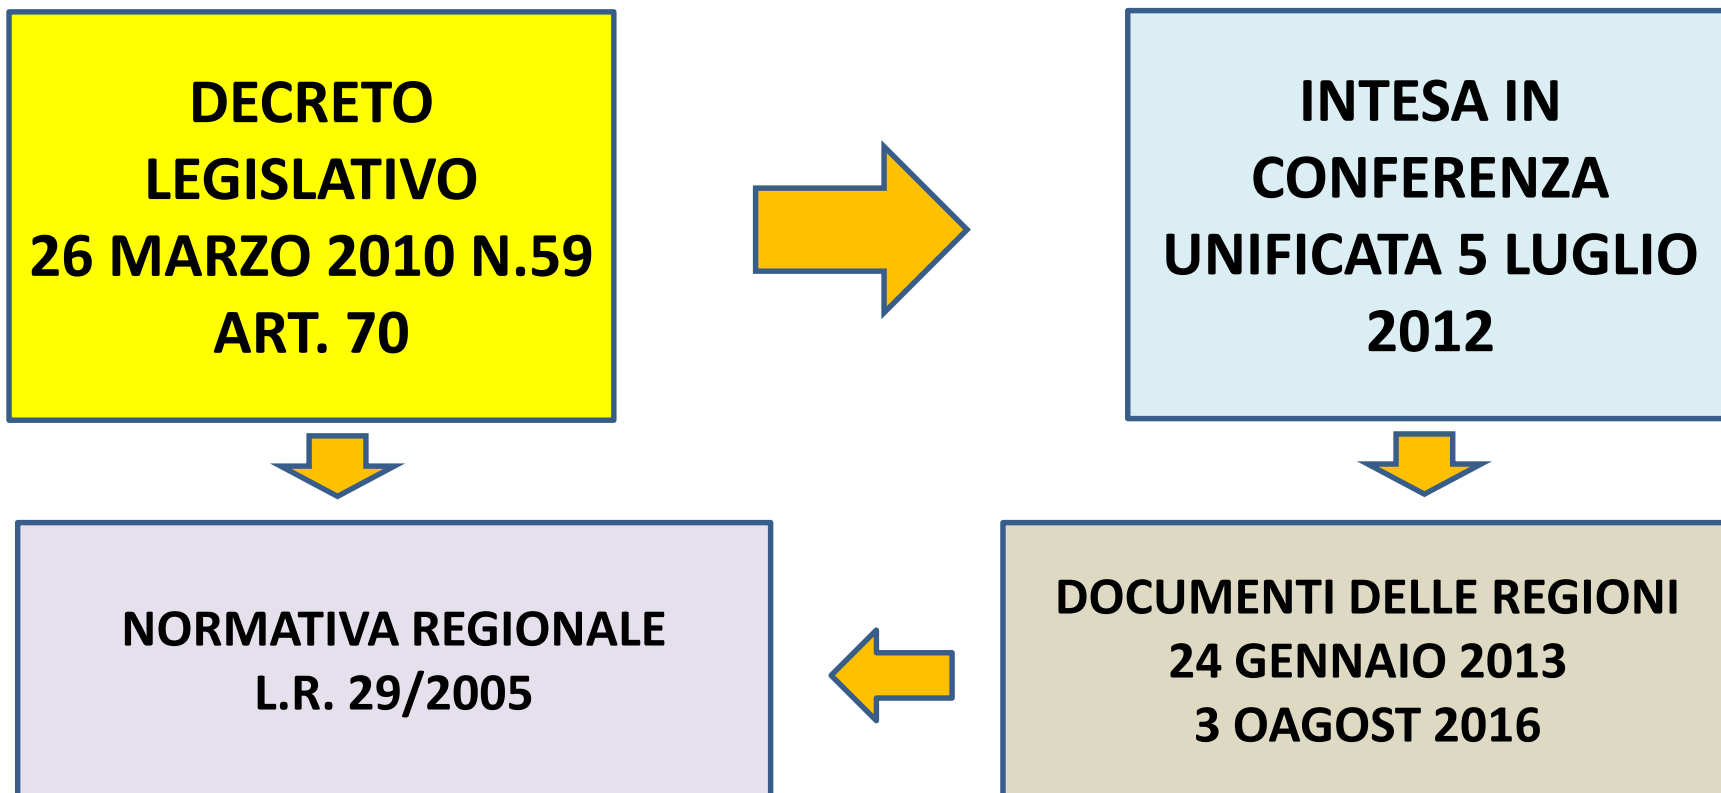 DECRETO
LEGISLATIVO
26 MARZO 2010 N.59
ART. 70
INTESA IN
CONFERENZA
UNIFICATA 5 LUGLIO
2012
NORMATIVA REGIONALE
L.R. 29/2005
DOCUMENTI DELLE REGIONI
24 GENNAIO 2013
3 OAGOST 2016